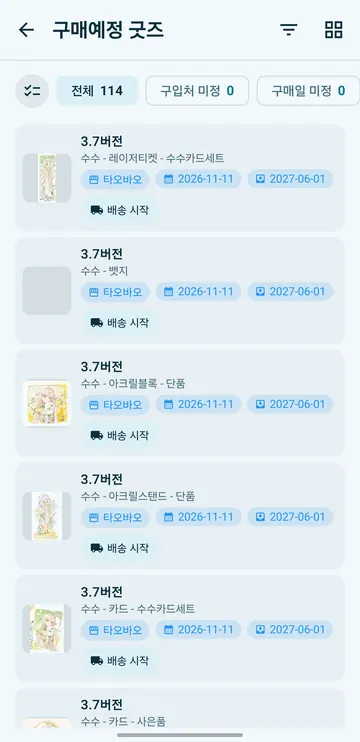 구매예정 굿즈
전체 114 구입처 미정 0 구매일 미정 0
3.7버전
수수 - 레이저티켓 - 수수카드세트
타오바오 2026-11-11 2027-06-01
배송 시작
3.7버전
수수 - 뱃지
타오바오 2026-11-11 2027-06-01
배송 시작
3.7버전
수수 - 아크릴블록 - 단품
타오바오 2026-11-11 2027-06-01
배송 시작
3.7버전
수수 - 아크릴스탠드 - 단품
타오바오 2026-11-11 2027-06-01
배송 시작
3.7버전
수수 - 카드 - 수수카드세트
타오바오 2026-11-11 2027-06-01
배송 시작
3.7버전
수수 - 카드 - 사은품